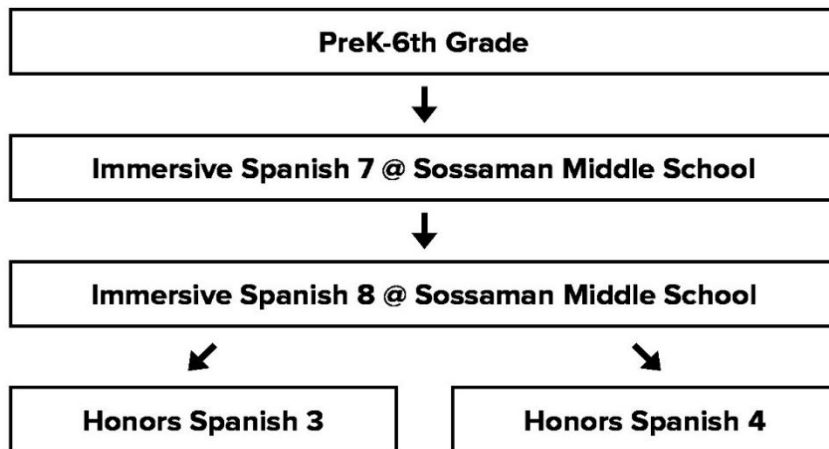 PreK-6th Grade
Immersive Spanish 7 @ Sossaman Middle School
Immersive Spanish 8 @ Sossaman Middle School
Honors Spanish 3
Honors Spanish 4